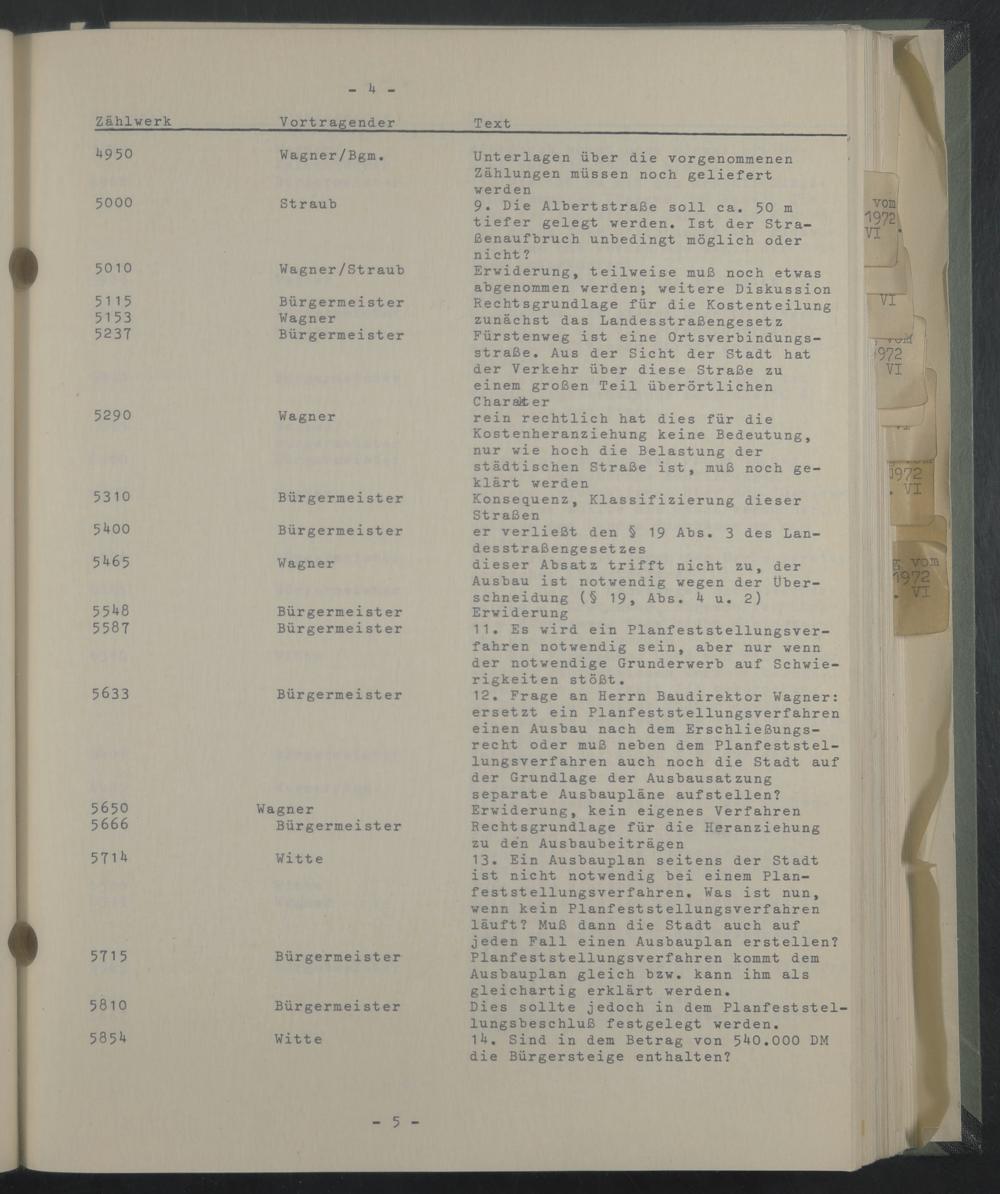 - 4 -
Zählwerk Vortragender Text
4950 Wagner/Bgm. Unterlagen über die vorgenommenen
Zählungen müssen noch geliefert
werden
5000 Straub 9. Die Albertstraße soll ca. 50 m
tiefer gelegt werden. Ist der Stra-
ßenaufbruch unbedingt möglich oder
nicht?
5010 Wagner/Straub Erwiderung, teilweise muß noch etwas
abgenommen werden; weitere Diskussion
5115 Bürgermeister Rechtsgrundlage für die Kostenteilung
5153 Wagner zunächst das Landesstraßengesetz
5237 Bürgermeister Fürstenweg ist eine Ortsverbindungs-
straße. Aus der Sicht der Stadt hat
der Verkehr über diese Straße zu
einem großen Teil überörtlichen
Charakter
5290 Wagner rein rechtlich hat dies für die
Kostenheranziehung keine Bedeutung,
nur wie hoch die Belastung der
städtischen Straße ist, muß noch ge-
klärt werden
5310 Bürgermeister Konsequenz, Klassifizierung dieser
Straßen
5400 Bürgermeister er verließt den § 19 Abs. 3 des Lan-
desstraßengesetzes
5465 Wagner dieser Absatz trifft nicht zu, der
Ausbau ist notwendig wegen der Über-
schneidung (§ 19, Abs. 4 u. 2)
5548 Bürgermeister Erwiderung
5587 Bürgermeister 11. Es wird ein Planfeststellungsver-
fahren notwendig sein, aber nur wenn
der notwendige Grunderwerb auf Schwie-
rigkeiten stößt.
5633 Bürgermeister 12. Frage an Herrn Baudirektor Wagner:
ersetzt ein Planfeststellungsverfahren
einen Ausbau nach dem Erschließungs-
recht oder muß neben dem Planfeststel-
lungsverfahren auch noch die Stadt auf
der Grundlage der Ausbausatzung
separate Ausbaupläne aufstellen?
5650 Wagner Erwiderung, kein eigenes Verfahren
5666 Bürgermeister Rechtsgrundlage für die Heranziehung
zu den Ausbaubeiträgen
5714 Witte 13. Ein Ausbauplan seitens der Stadt
ist nicht notwendig bei einem Plan-
feststellungsverfahren. Was ist nun,
wenn kein Planfeststellungsverfahren
läuft? Muß dann die Stadt auch auf
jeden Fall einen Ausbauplan erstellen?
5715 Bürgermeister Planfeststellungsverfahren kommt dem
Ausbauplan gleich bzw. kann ihm als
gleichartig erklärt werden.
5810 Bürgermeister Dies sollte jedoch in dem Planfeststel-
lungsbeschluß festgelegt werden.
5854 Witte 14. Sind in dem Betrag von 540.000 DM
die Bürgersteige enthalten?
- 5 -
vom
1972
VI
VI
vom
972
VI
1972
. VI
g vom
1972
. VI